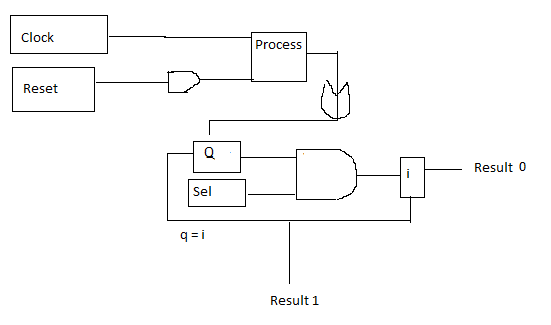 Clock
Process
Reset
Q
Result 0
i
Sel
q = i
Result 1